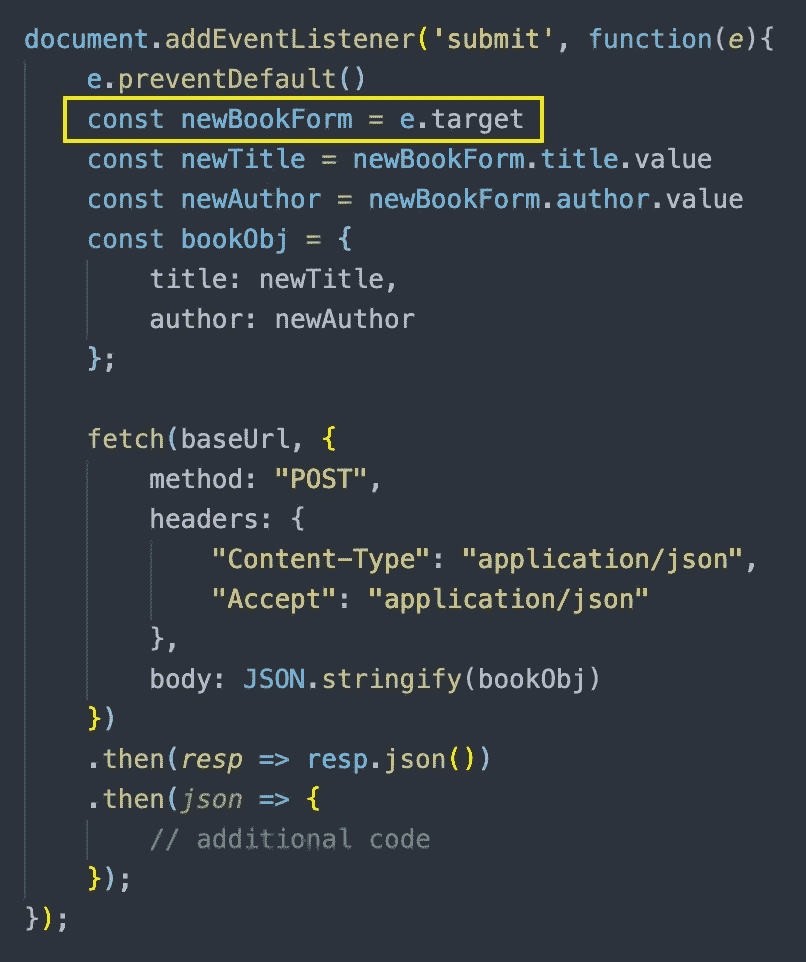 document.addEventListener('submit', function(e){
    e.preventDefault()
    const newBookForm = e.target
    const newTitle = newBookForm.title.value
    const newAuthor = newBookForm.author.value
    const bookObj = {
        title: newTitle,
        author: newAuthor
    };

    fetch(baseUrl, {
        method: "POST",
        headers: {
            "Content-Type": "application/json",
            "Accept": "application/json"
        },
        body: JSON.stringify(bookObj)
    })
    .then(resp => resp.json())
    .then(json => {
        // additional code
    });
});